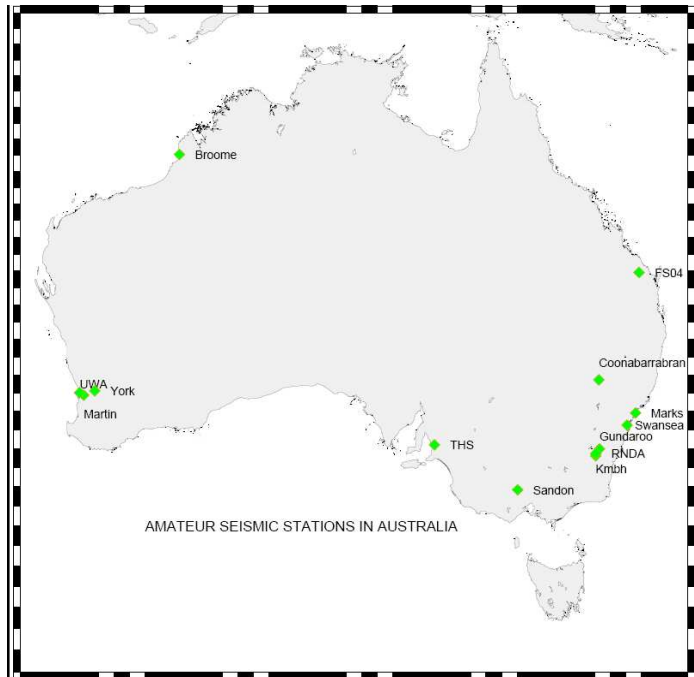 Broome
FS04
Coonabarrabran
UWA
York
Martin
Marks
Swansea
Gundaroo
THS
RNDA
Kmbh
Sandon
AMATEUR SEISMIC STATIONS IN AUSTRALIA